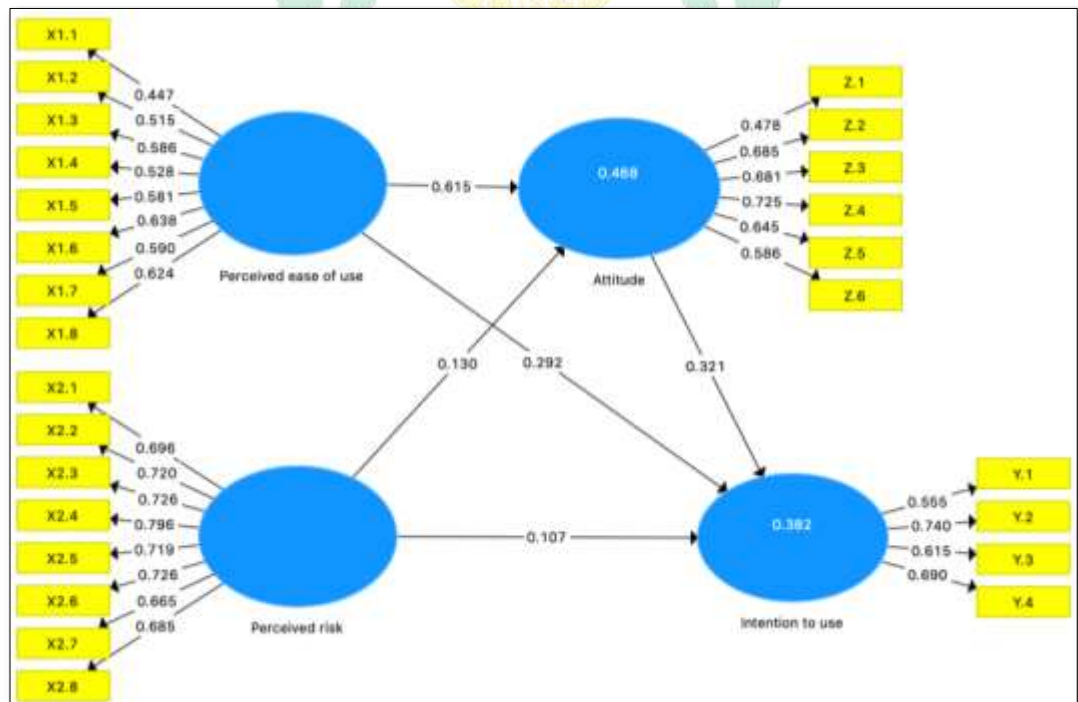 X1.1
X1.2
X1.3
X1.4
X1.5
X1.6
X1.7
X1.8
0.447
0.515
0.586
0.528
0.581
0.638
0.590
0.624
Perceived ease of use
0.615
0.468
Attitude
0.478
0.685
0.681
0.725
0.645
0.586
Z.1
Z.2
Z.3
Z.4
Z.5
Z.6
0.130
0.292
0.321
X2.1
X2.2
X2.3
X2.4
X2.5
X2.6
X2.7
X2.8
0.696
0.720
0.726
0.796
0.719
0.726
0.665
0.685
Perceived risk
0.107
0.382
Intention to use
0.555
0.740
0.615
0.690
Y.1
Y.2
Y.3
Y.4